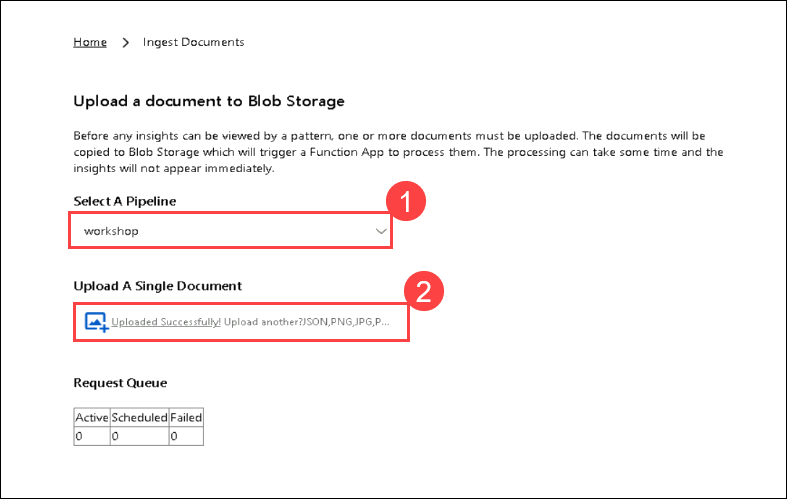 Home > Ingest Documents
Upload a document to Blob Storage
Before any insights can be viewed by a pattern, one or more documents must be uploaded. The documents will be
copied to Blob Storage which will trigger a Function App to process them. The processing can take some time and the
insights will not appear immediately.
Select A Pipeline
1
workshop
Upload A Single Document
2
Uploaded Successfully! Upload another?JSON,PNG,JPG,P...
Request Queue
Active Scheduled Failed
0 0 0